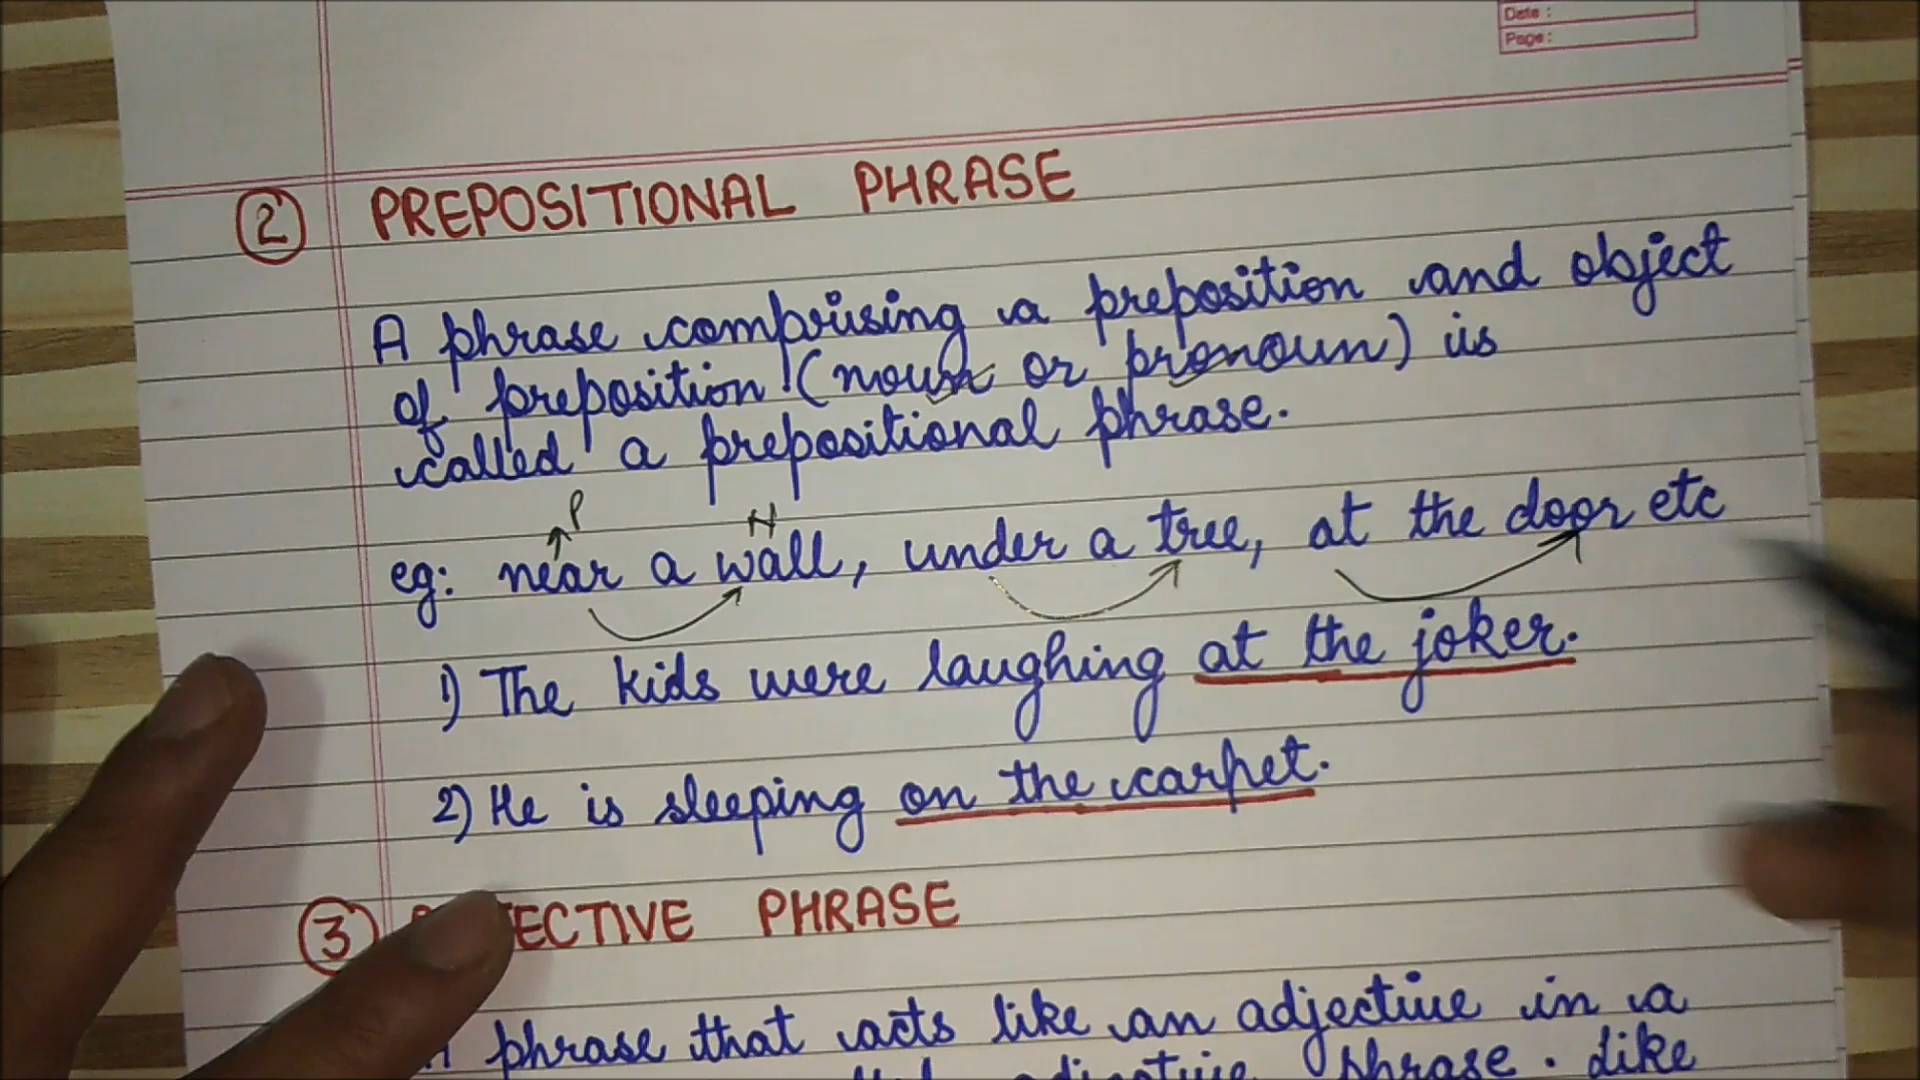 Date :
Page :
2 PREPOSITIONAL PHRASE
A phrase comprising a preposition and object
of preposition (noun or pronoun) is
called a prepositional phrase.
P N
eg: near a wall, under a tree, at the door etc
1) The kids were laughing at the joker.
2) He is sleeping on the carpet.
3 PHRASE
phrase that acts like an adjective in a
phrase. Like